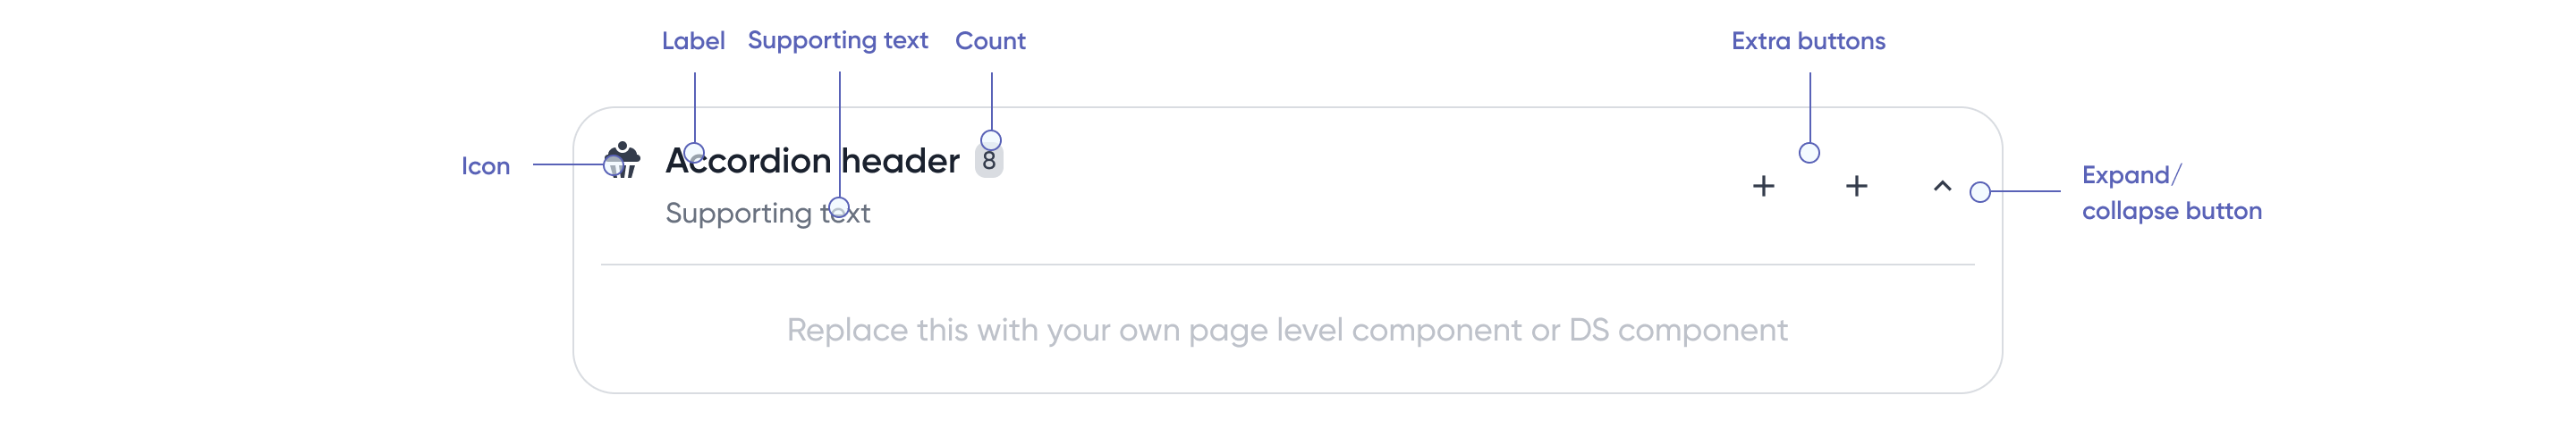 Label
Supporting text
Count
Extra buttons
Icon
Accordion header
8
Supporting text
Expand/
collapse button
Replace this with your own page level component or DS component